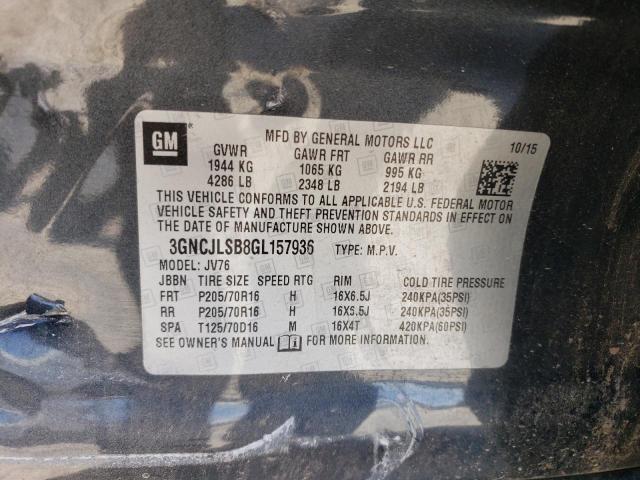 GM
MFD BY GENERAL MOTORS LLC 10/15
GVWR GAWR FRT GAWR RR
1944 KG 1065 KG 995 KG
4286 LB 2348 LB 2194 LB
THIS VEHICLE CONFORMS TO ALL APPLICABLE U.S. FEDERAL MOTOR
VEHICLE SAFETY AND THEFT PREVENTION STANDARDS IN EFFECT ON
THE DATE OF MANUFACTURE SHOWN ABOVE.
3GNCJLSB8GL157936 TYPE: M.P.V.
MODEL: JV76
JBBN TIRE SIZE SPEED RTG RIM COLD TIRE PRESSURE
FRT P205/70R16 H 16X6.5J 240KPA(35PSI)
RR P205/70R16 H 16X6.5J 240KPA(35PSI)
SPA T125/70D16 M 16X4T 420KPA(60PSI)
SEE OWNER'S MANUAL FOR MORE INFORMATION.